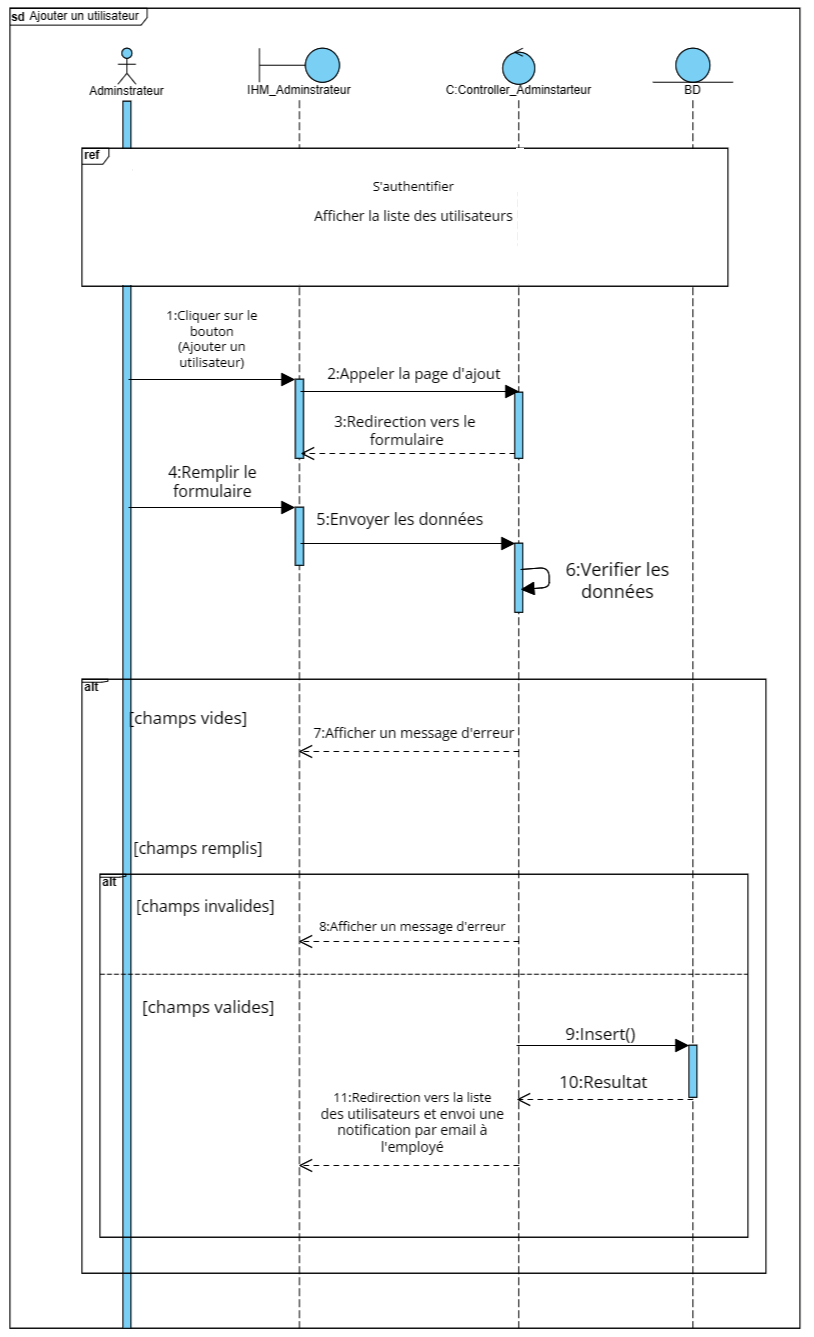 sd Ajouter un utilisateur
Adminstrateur
IHM_Adminstrateur
C:Controller_Adminstarteur
BD
ref
S'authentifier
Afficher la liste des utilisateurs
1:Cliquer sur le
bouton
(Ajouter un
utilisateur)
2:Appeler la page d'ajout
3:Redirection vers le
formulaire
4:Remplir le
formulaire
5:Envoyer les données
6:Verifier les
données
alt
[champs vides]
7:Afficher un message d'erreur
[champs remplis]
alt
[champs invalides]
8:Afficher un message d'erreur
[champs valides]
9:Insert()
10:Resultat
11:Redirection vers la liste
des utilisateurs et envoi une
notification par email à
l'employé